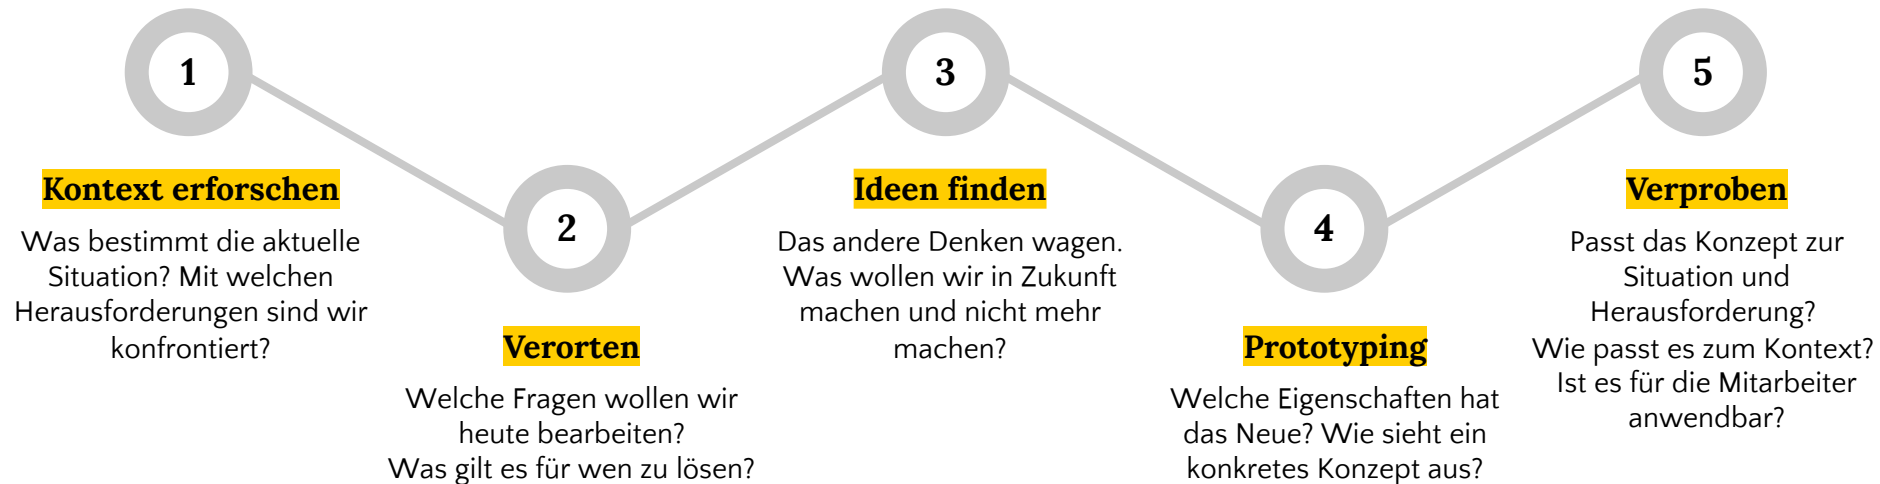 1
Kontext erforschen
Was bestimmt die aktuelle
Situation? Mit welchen
Herausforderungen sind wir
konfrontiert?
2
Verorten
Welche Fragen wollen wir
heute bearbeiten?
Was gilt es für wen zu lösen?
3
Ideen finden
Das andere Denken wagen.
Was wollen wir in Zukunft
machen und nicht mehr
machen?
4
Prototyping
Welche Eigenschaften hat
das Neue? Wie sieht ein
konkretes Konzept aus?
5
Verproben
Passt das Konzept zur
Situation und
Herausforderung?
Wie passt es zum Kontext?
Ist es für die Mitarbeiter
anwendbar?